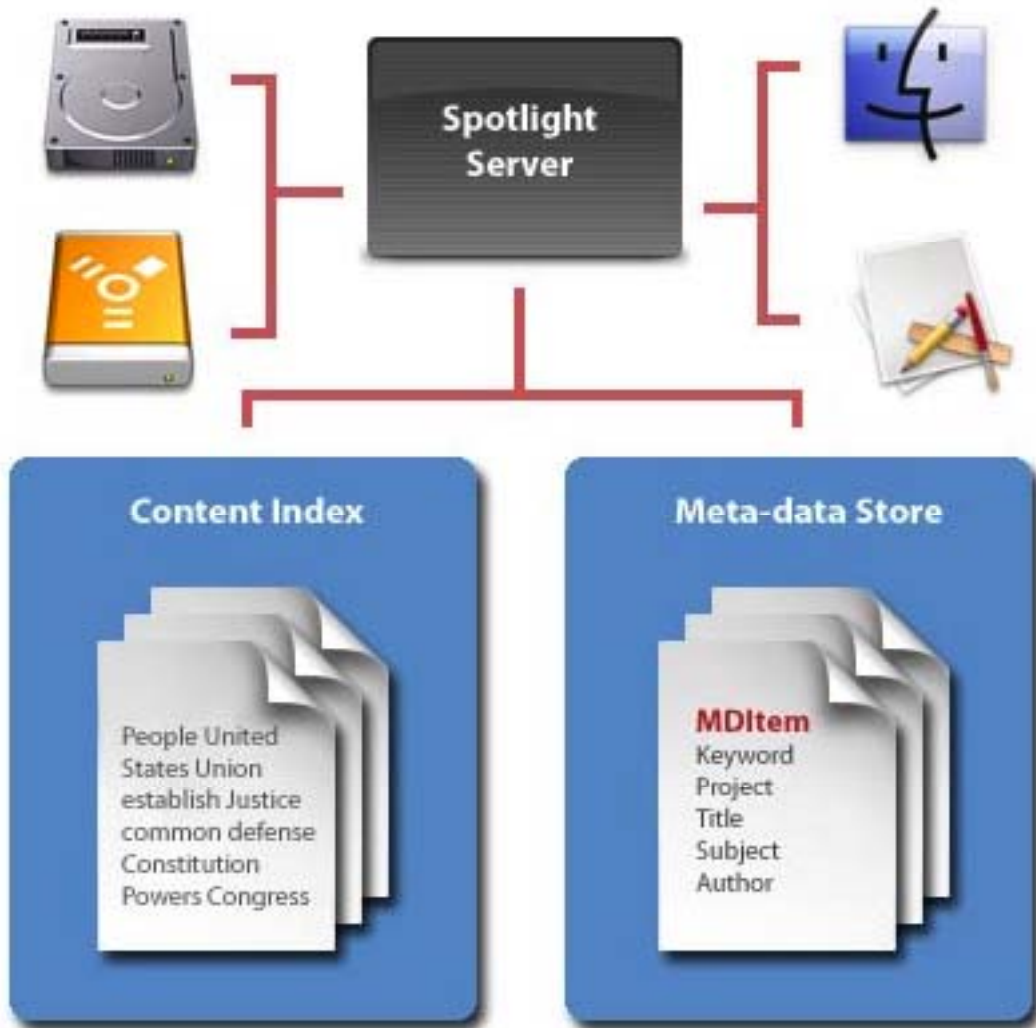 Spotlight
Server
Content Index
Meta-data Store
People United
States Union
establish Justice
common defense
Constitution
Powers Congress
MDItem
Keyword
Project
Title
Subject
Author